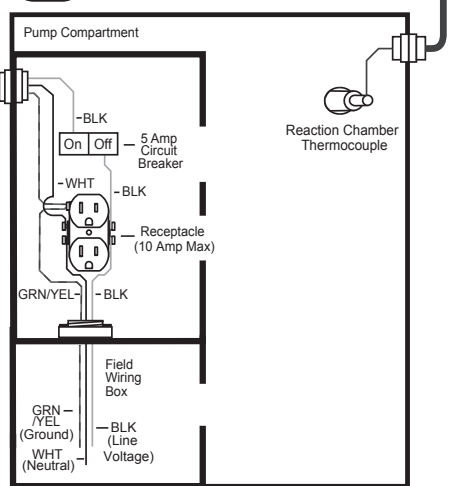 Pump Compartment
BLK
On Off
5 Amp
Circuit
Breaker
WHT
BLK
Receptacle
(10 Amp Max)
GRN/YEL
BLK
Reaction Chamber
Thermocouple
Field
Wiring
Box
GRN
/YEL
(Ground)
WHT
(Neutral)
BLK
(Line
Voltage)